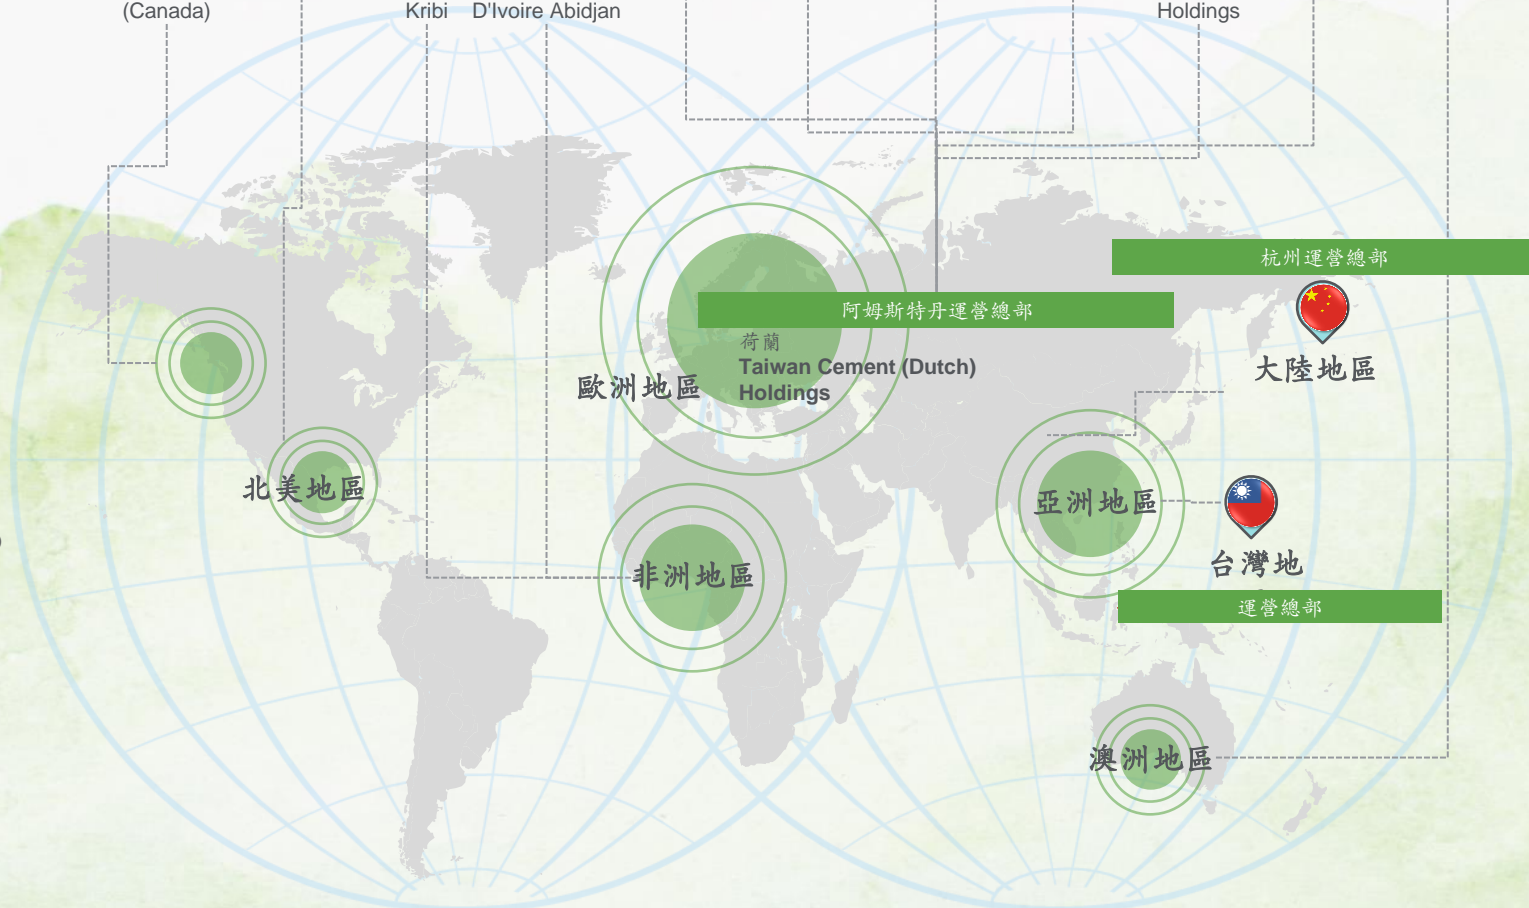 (Canada)
Kribi
D'Ivoire Abidjan
Holdings
杭州運營總部
阿姆斯特丹運營總部
荷蘭
Taiwan Cement (Dutch)
Holdings
大陸地區
歐洲地區
北美地區
亞洲地區
台灣地
非洲地區
運營總部
澳洲地區